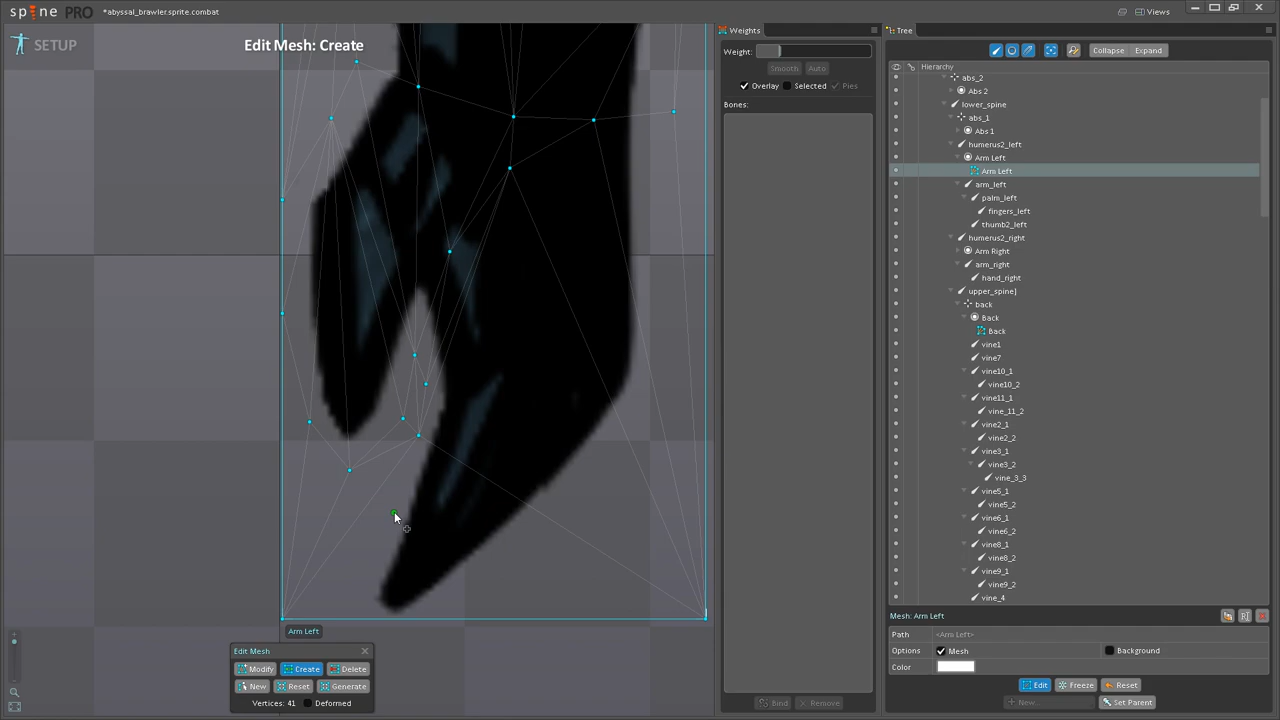 spine PRO *abyssal_brawler.sprite.combat Views
SETUP Edit Mesh: Create
Weights
Weight:
Smooth Auto
Overlay Selected Pies
Bones:
Bind Remove
Tree
Collapse Expand
Hierarchy
abs_2
Abs 2
lower_spine
abs_1
Abs 1
humerus2_left
Arm Left
Arm Left
arm_left
palm_left
fingers_left
thumb2_left
humerus2_right
Arm Right
arm_right
hand_right
upper_spine]
back
Back
Back
vine1
vine7
vine10_1
vine10_2
vine11_1
vine_11_2
vine2_1
vine2_2
vine3_1
vine3_2
vine_3_3
vine5_1
vine5_2
vine6_1
vine6_2
vine8_1
vine8_2
vine9_1
vine9_2
vine_4
Mesh: Arm Left
Path <Arm Left>
Options Mesh Background
Color
Edit Freeze Reset
New... Set Parent
Arm Left
Edit Mesh
Modify Create Delete
New Reset Generate
Vertices: 41 Deformed